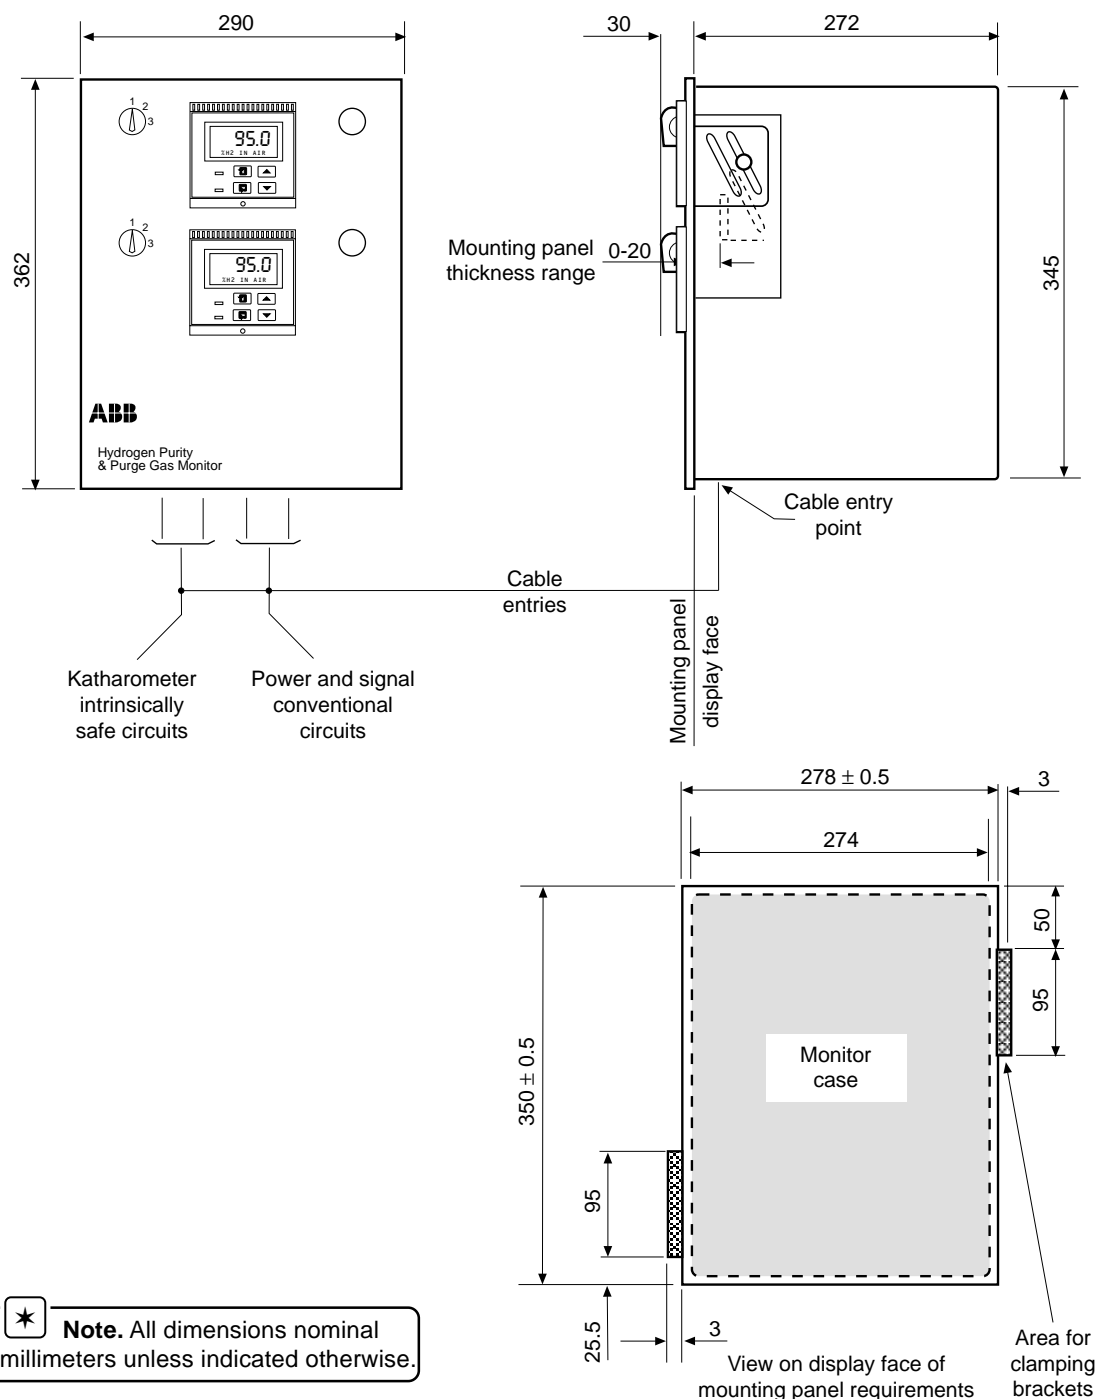 290
30
272
362
1
2
3
95.0
%H2 IN AIR
1
2
3
95.0
%H2 IN AIR
ABB
Hydrogen Purity
& Purge Gas Monitor
Mounting panel
thickness range
0-20
345
Cable entry
point
Cable
entries
Mounting panel
display face
Katharometer
intrinsically
safe circuits
Power and signal
conventional
circuits
278 ± 0.5
3
274
50
95
350 ± 0.5
Monitor
case
95
25.5
3
Note. All dimensions nominal
millimeters unless indicated otherwise.
View on display face of
mounting panel requirements
Area for
clamping
brackets